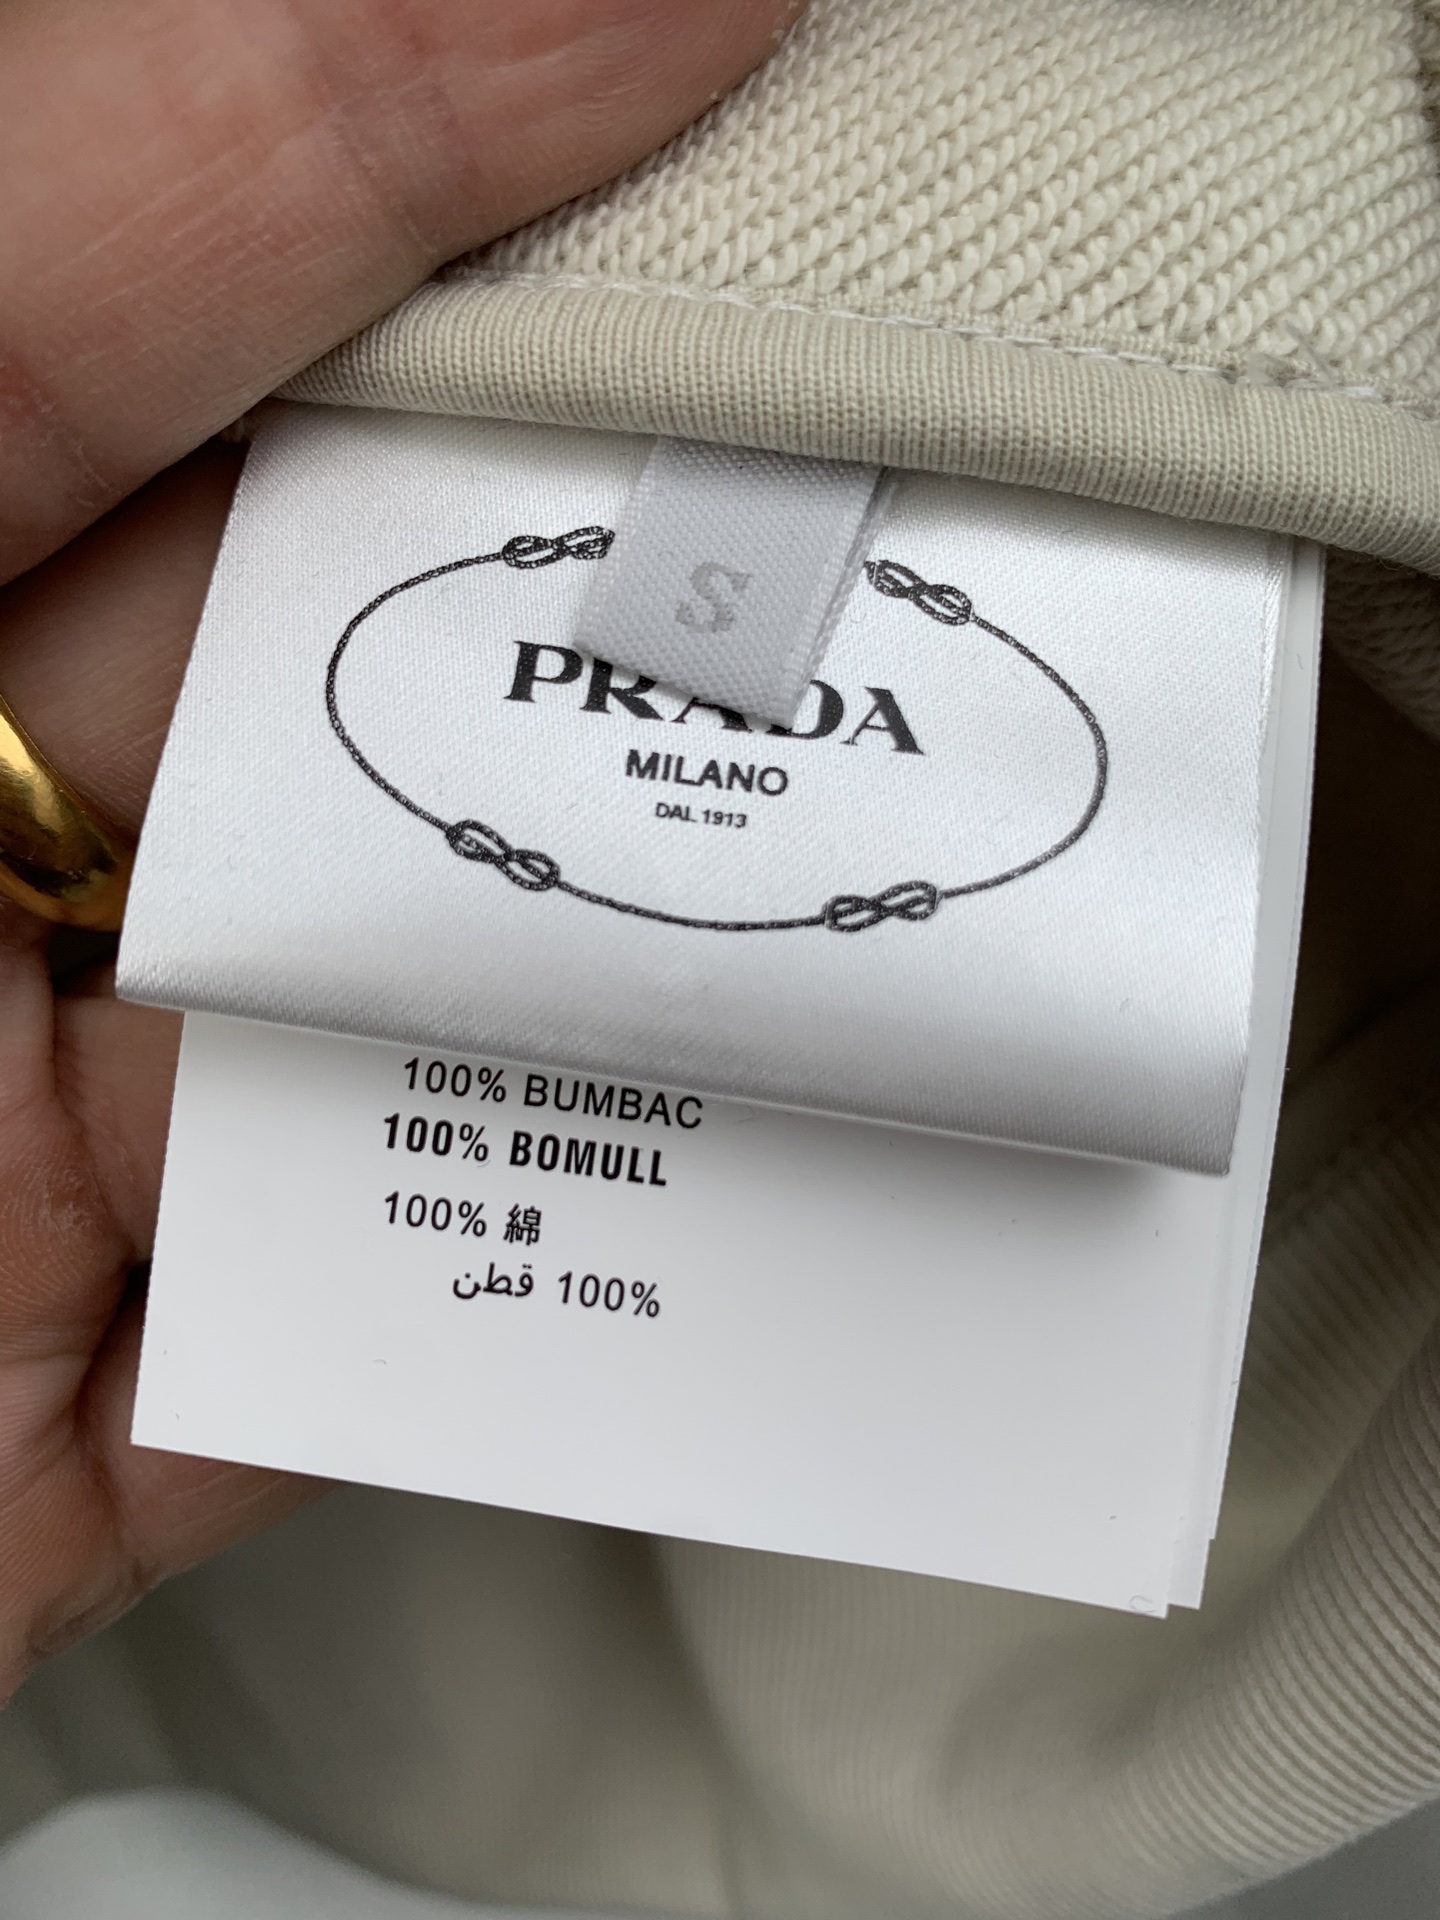 S
PRADA
MILANO
DAL 1913
100% BUMBAC
100% BOMULL
100% 綿
100% قطن